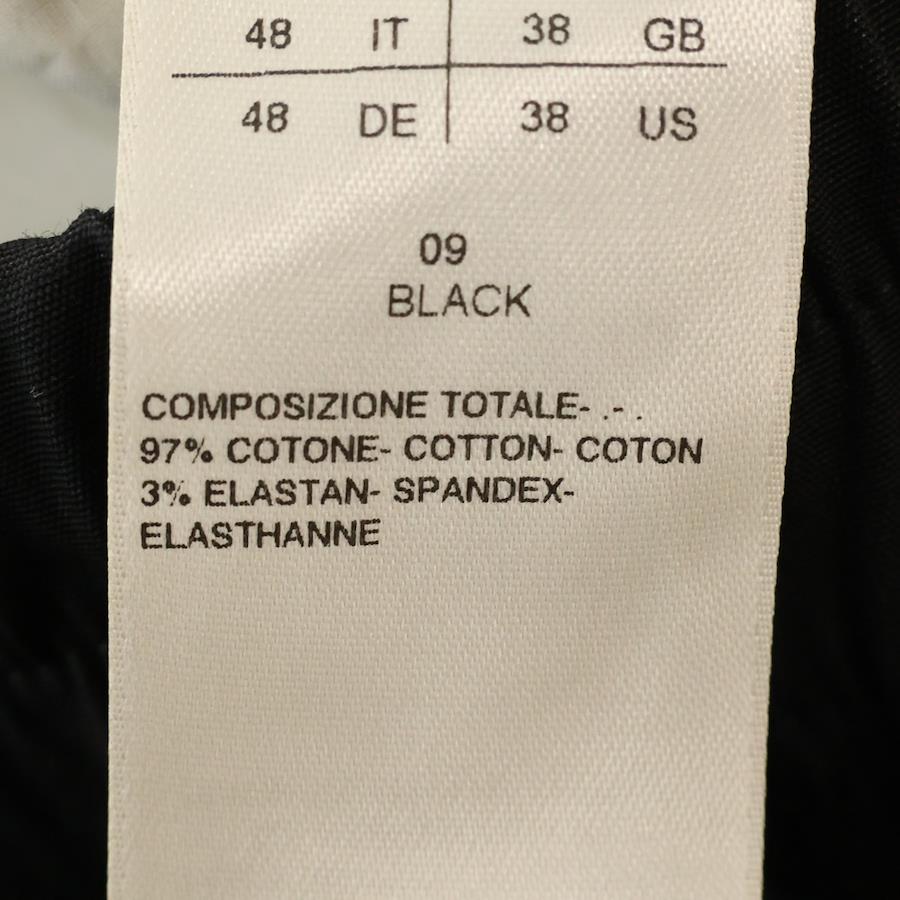 48 IT 38 GB
48 DE 38 US
09
BLACK
COMPOSIZIONE TOTALE- .- .
97% COTONE- COTTON- COTON
3% ELASTAN- SPANDEX-
ELASTHANNE